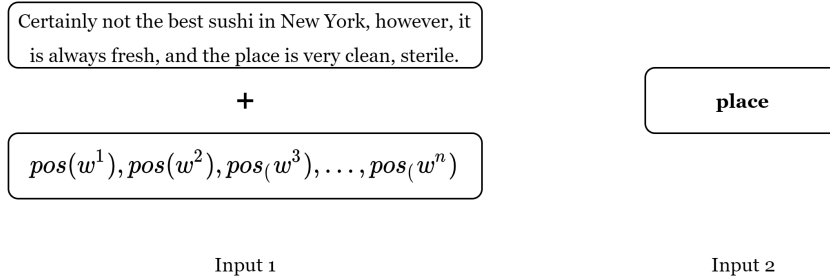 Certainly not the best sushi in New York, however, it
is always fresh, and the place is very clean, sterile.
+
place
pos(w^1), pos(w^2), pos_(w^3), ..., pos_(w^n)
Input 1
Input 2